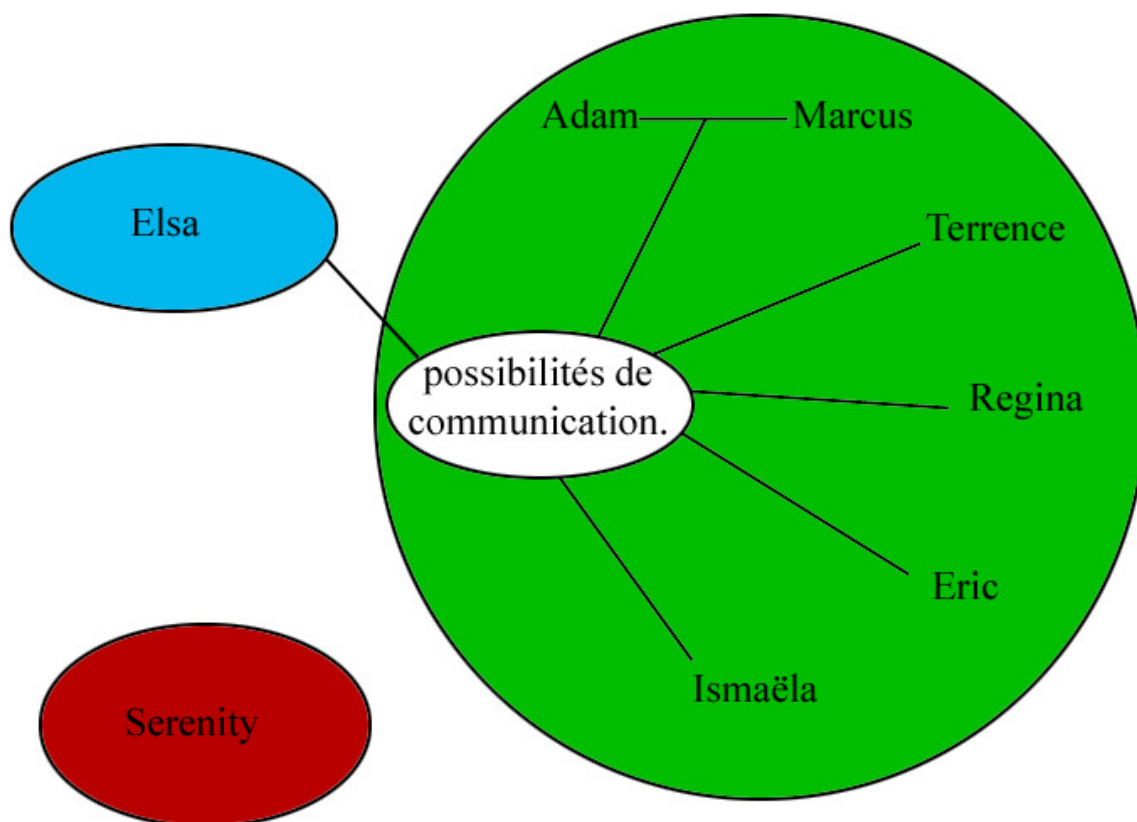 Adam
Marcus
Elsa
Terrence
possibilités de
communication.
Regina
Eric
Ismaëla
Serenity